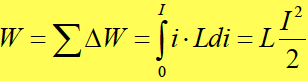 W = ∑ΔW = ∫₀ᴵ i · Ldi = L I²/2